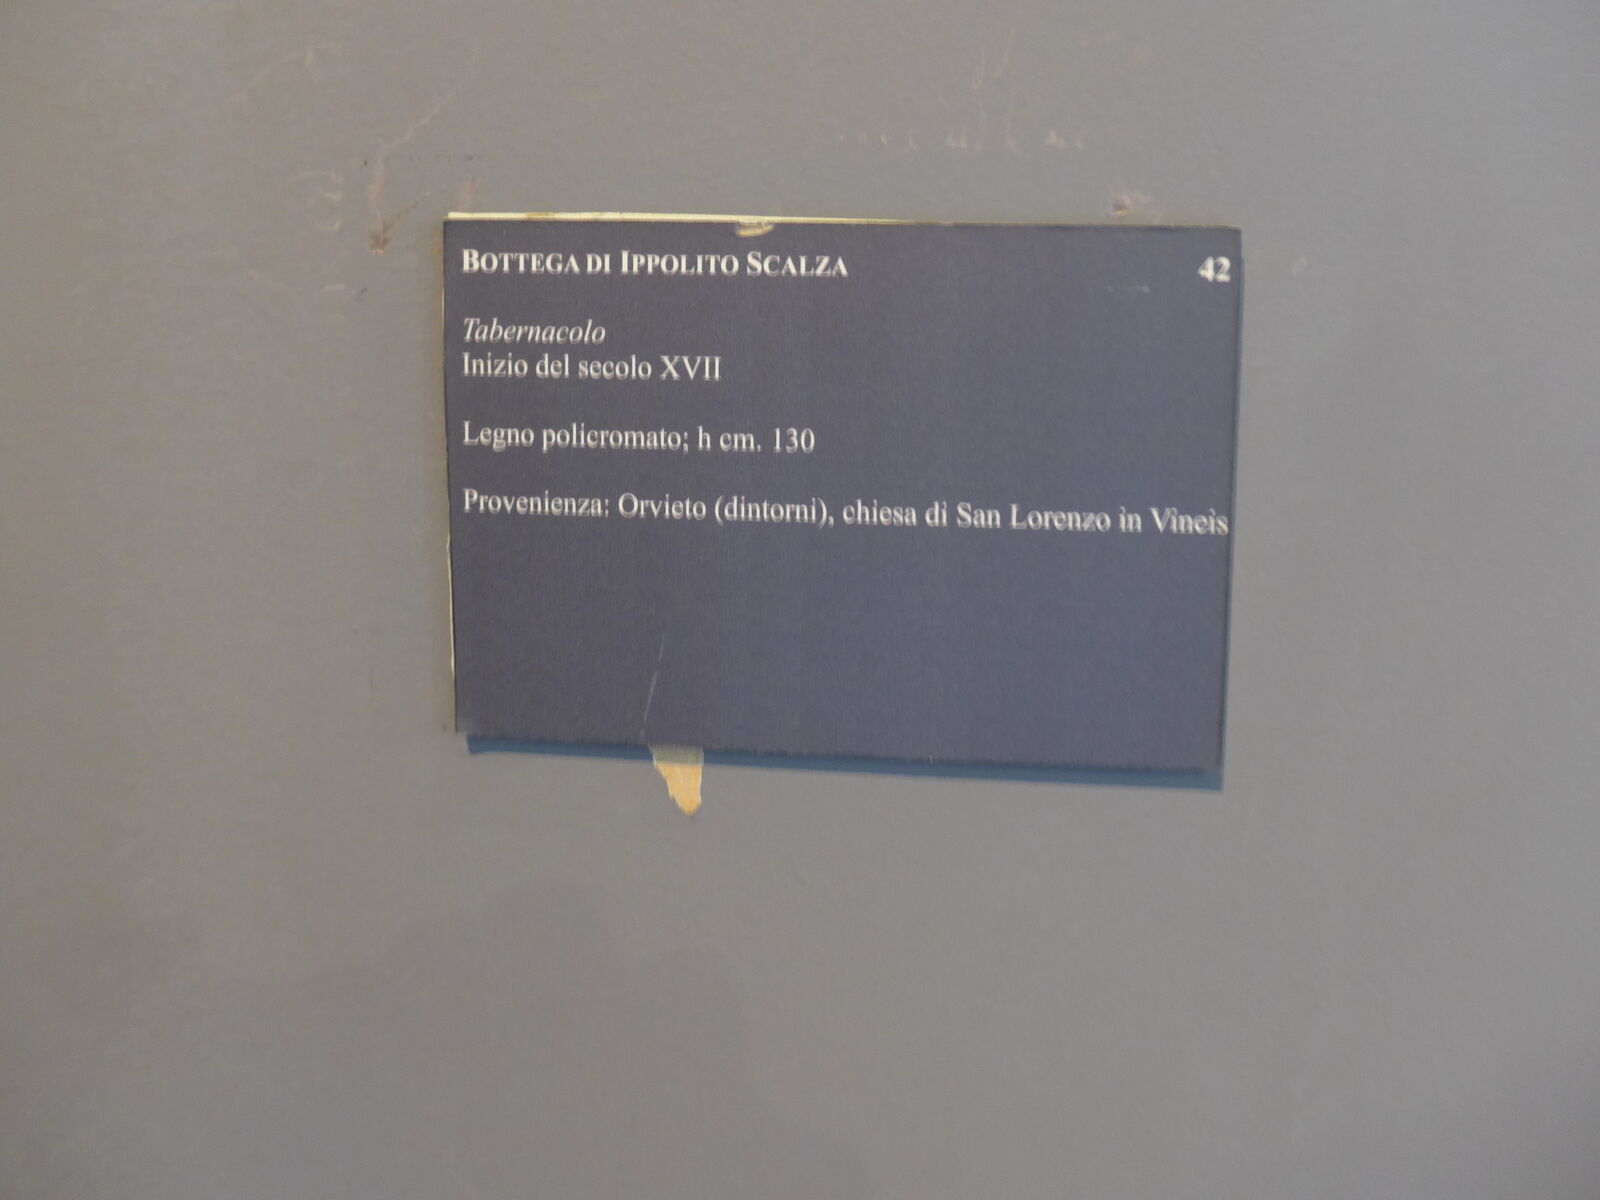 BOTTEGA DI IPPOLITO SCALZA 42
Tabernacolo
Inizio del secolo XVII
Legno policromato; h cm. 130
Provenienza: Orvieto (dintorni), chiesa di San Lorenzo in Vineis